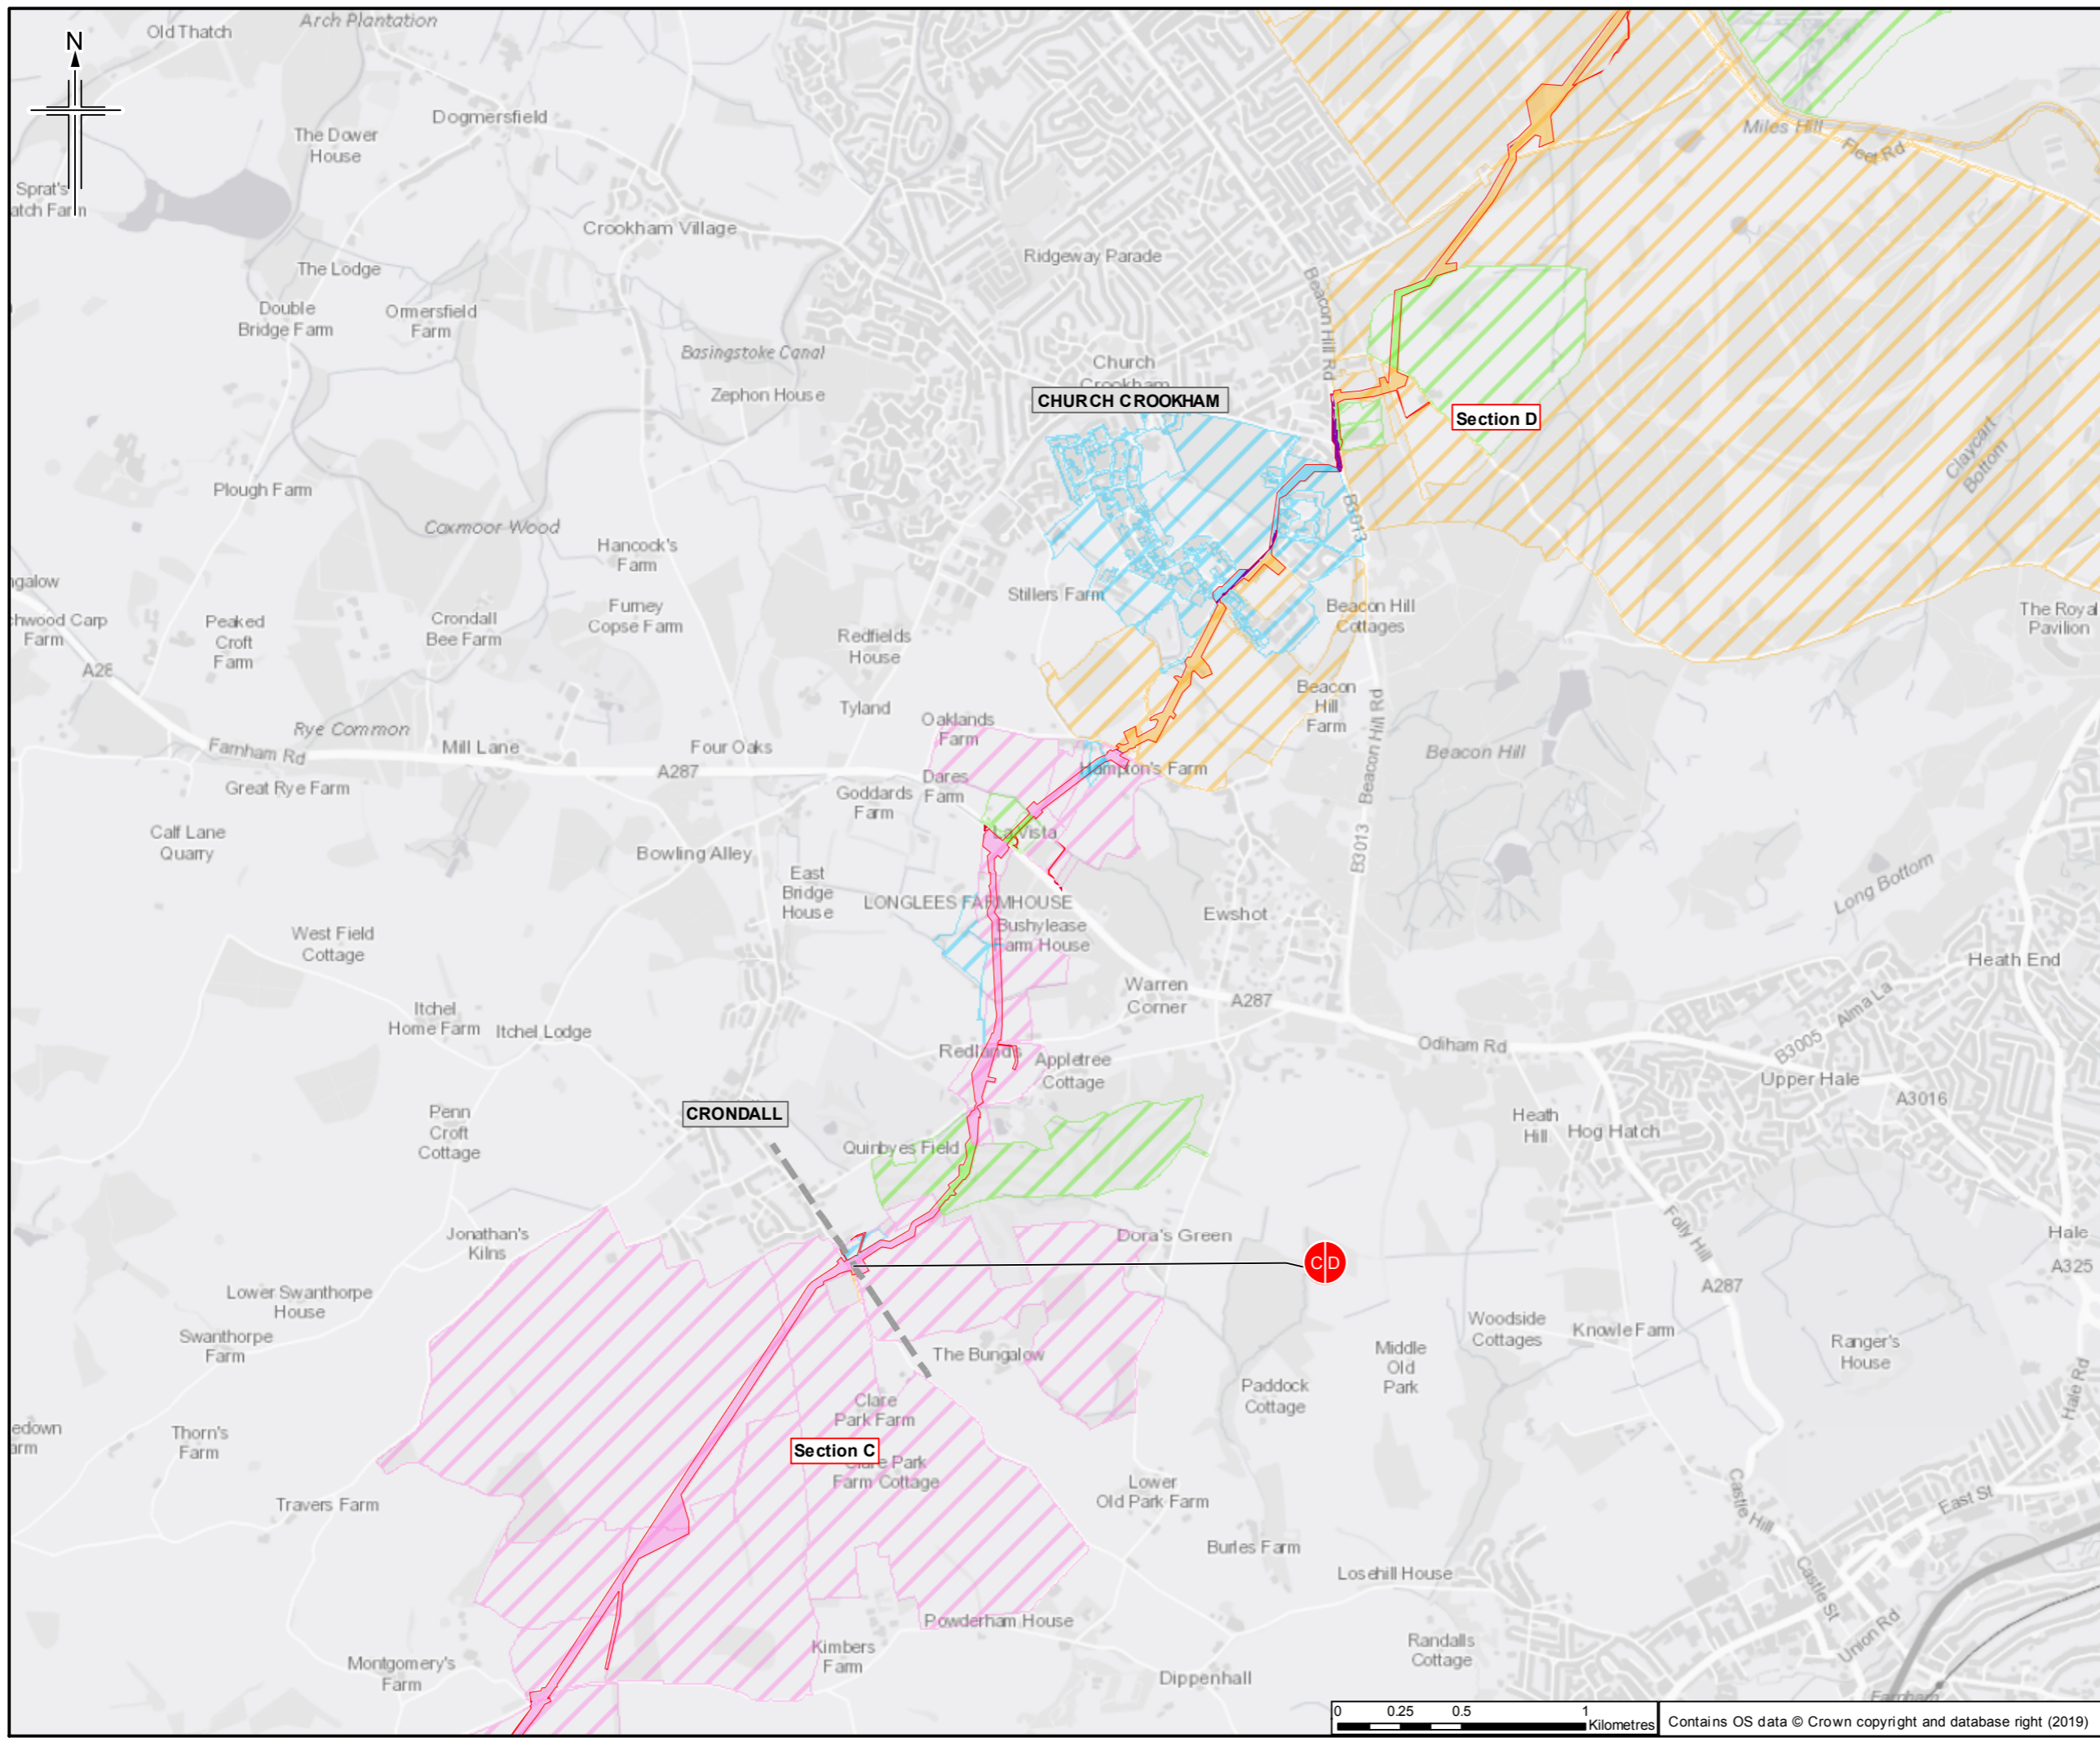 Old Thatch
Arch Plantation
N
Dogmersfield
The Dower
House
Miles Hill
Fleet Rd
Sprat's
atch Farm
Crookham Village
Ridgeway Parade
The Lodge
Double
Bridge Farm
Ormersfield
Farm
Beacon Hill Rd
Basingstoke Canal
Zephon House
Church
Crookham
CHURCH CROOKHAM
Section D
Claycart
Bottom
Plough Farm
Coxmoor Wood
Hancock's
Farm
B3013
ngalow
Stillers Farm
hwood Carp
Farm
Peaked
Croft
Farm
Crondall
Bee Farm
Furney
Copse Farm
Redfields
House
Beacon Hill
Cottages
The Royal
Pavilion
A28
Tyland
Oaklands
Farm
Beacon
Hill
Farm
Beacon Hill Rd
Rye Common
Farnham Rd
Mill Lane
Four Oaks
A287
Beacon Hill
Great Rye Farm
Goddards
Farm
Dares
Farm
Hampton's Farm
Calf Lane
Quarry
Bowling Alley
La Vista
B3013
East
Bridge
House
LONGLEES FARMHOUSE
Bushylease
Farm House
Ewshot
Long Bottom
West Field
Cottage
Heath End
Warren
Corner
A287
Itchel
Home Farm
Itchel Lodge
Redlands
Appletree
Cottage
Odiham Rd
B3005
Alma La
Upper Hale
A3016
CRONDALL
Penn
Croft
Cottage
Quinbyes Field
Heath
Hill
Hog Hatch
Jonathan's
Kilns
Dora's Green
Folly Hill
Hale
C D
A325
Lower Swanthorpe
House
A287
Swanthorpe
Farm
The Bungalow
Middle
Old
Park
Woodside
Cottages
Knowle Farm
Ranger's
House
Paddock
Cottage
Hale Rd
edown
arm
Thorn's
Farm
Clare
Park Farm
Section C
Clare Park
Farm Cottage
Travers Farm
Lower
Old Park Farm
Castle Hill
East St
Burles Farm
Losehill House
Castle St
Powderham House
Union Rd
Montgomery's
Farm
Kimbers
Farm
Randalls
Cottage
Dippenhall
Farnham
0 0.25 0.5 1
Kilometres
Contains OS data © Crown copyright and database right (2019)